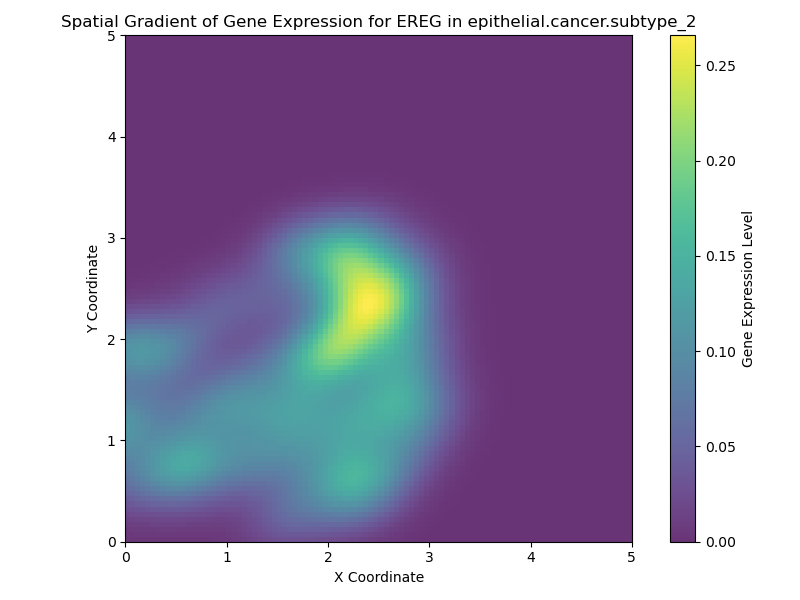 Spatial Gradient of Gene Expression for EREG in epithelial.cancer.subtype_2
5
4
3
2
1
0
0 1 2 3 4 5
X Coordinate
Y Coordinate
0.25
0.20
0.15
0.10
0.05
0.00
Gene Expression Level